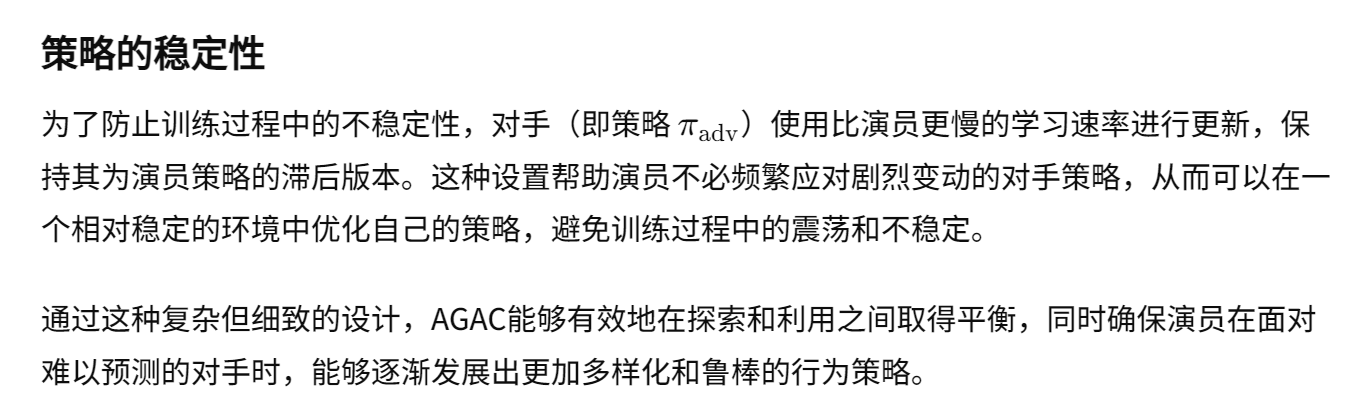 策略的稳定性
为了防止训练过程中的不稳定性，对手（即策略 π_adv）使用比演员更慢的学习速率进行更新，保
持其为演员策略的滞后版本。这种设置帮助演员不必频繁应对剧烈变动的对手策略，从而可以在一
个相对稳定的环境中优化自己的策略，避免训练过程中的震荡和不稳定。
通过这种复杂但细致的设计，AGAC能够有效地在探索和利用之间取得平衡，同时确保演员在面对
难以预测的对手时，能够逐渐发展出更加多样化和鲁棒的行为策略。